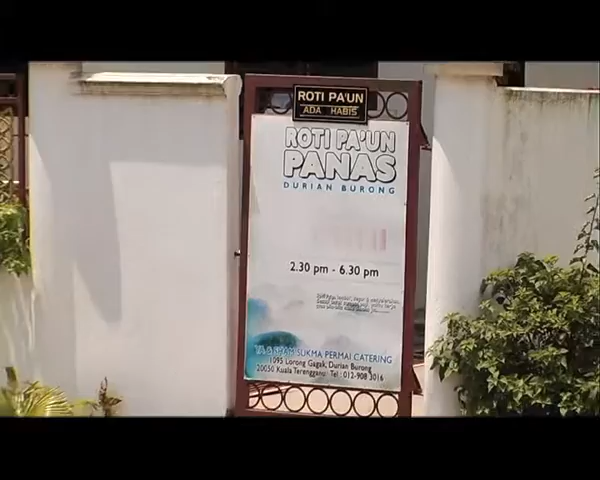 ROTI PA'UN
ADA HABIS
ROTI PA'UN
PANAS
DURIAN BURONG
2.30 pm - 6.30 pm
SUKMA PERMAI CATERING
1095 Lorong Gagak, Durian Burong
20050 Kuala Terengganu Tel : 012-908 3016